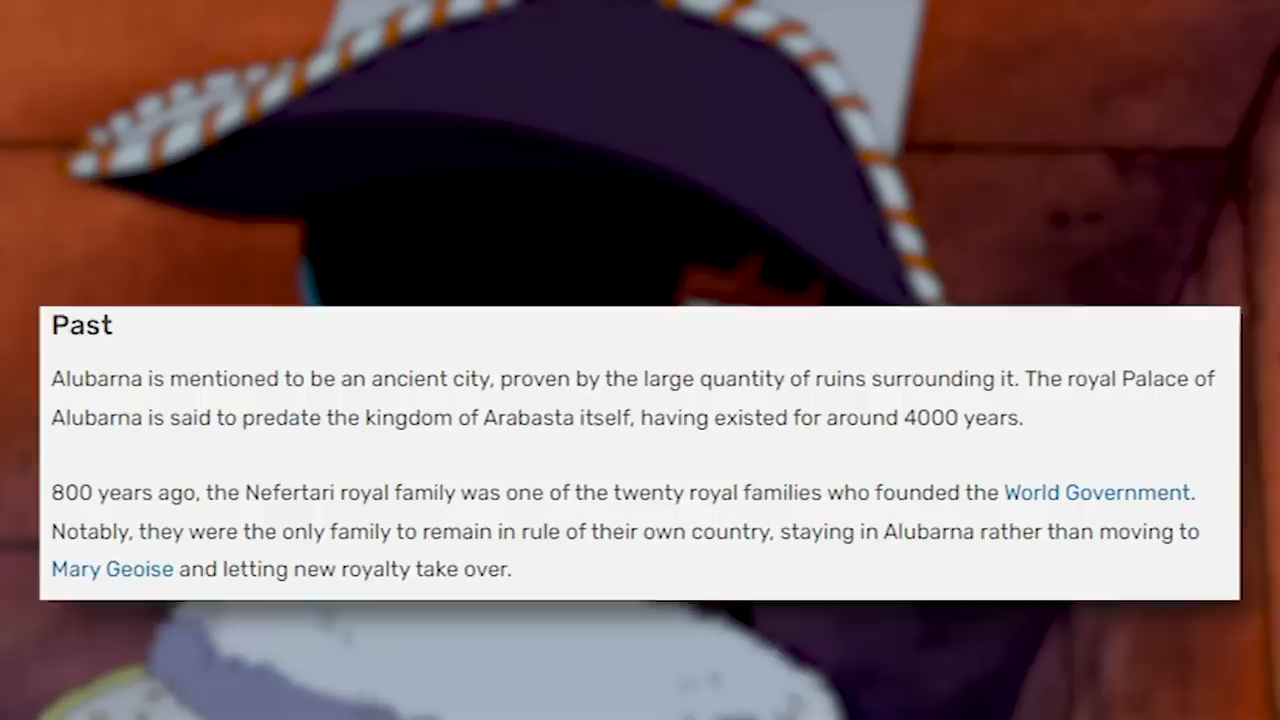 Past
Alubarna is mentioned to be an ancient city, proven by the large quantity of ruins surrounding it. The royal Palace of
Alubarna is said to predate the kingdom of Arabasta itself, having existed for around 4000 years.
800 years ago, the Nefertari royal family was one of the twenty royal families who founded the World Government.
Notably, they were the only family to remain in rule of their own country, staying in Alubarna rather than moving to
Mary Geoise and letting new royalty take over.